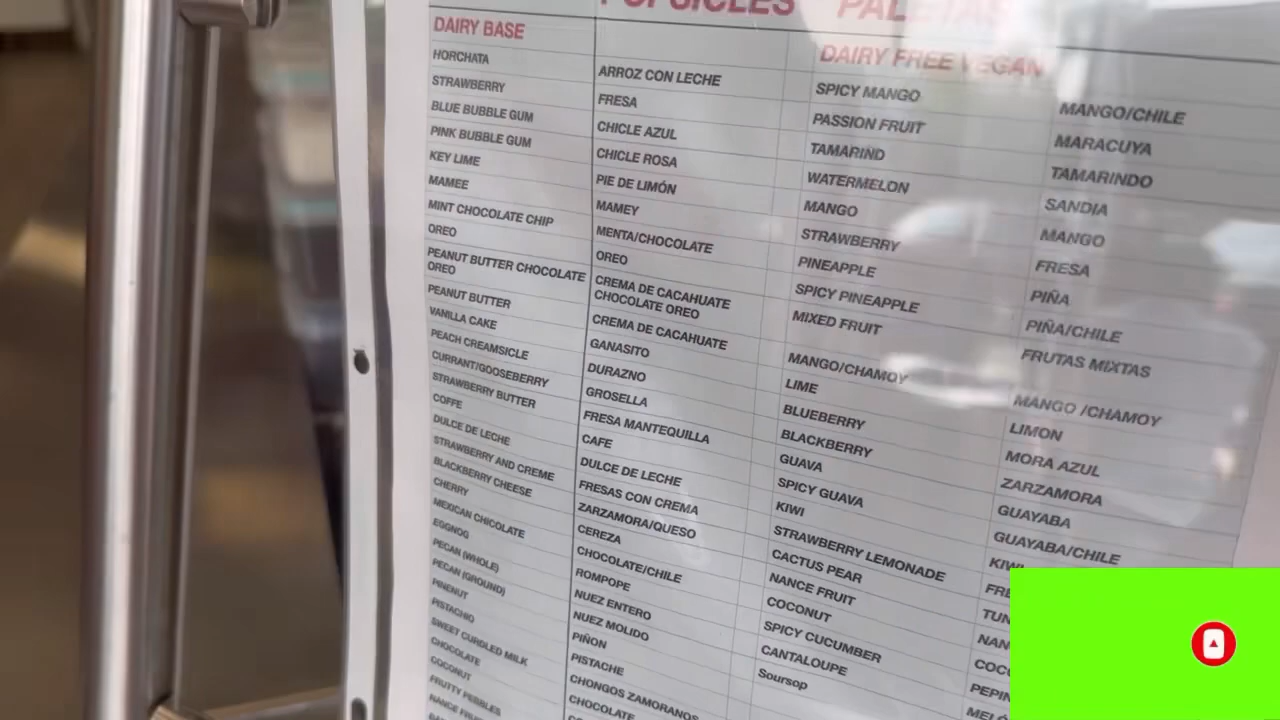 POPSICLES PALETAS
DAIRY BASE
HORCHATA
STRAWBERRY
BLUE BUBBLE GUM
PINK BUBBLE GUM
KEY LIME
MAMEE
MINT CHOCOLATE CHIP
OREO
PEANUT BUTTER CHOCOLATE
OREO
PEANUT BUTTER
VANILLA CAKE
PEACH CREAMSICLE
CURRANT/GOOSEBERRY
STRAWBERRY BUTTER
COFFE
DULCE DE LECHE
STRAWBERRY AND CREME
BLACKBERRY CHEESE
CHERRY
MEXICAN CHICOLATE
EGGNOG
PECAN (WHOLE)
PECAN (GROUND)
PINENUT
PISTACHIO
SWEET CURDLED MILK
CHOCOLATE
COCONUT
FRUTTY PEBBLES
NANCE FRUIT
ARROZ CON LECHE
FRESA
CHICLE AZUL
CHICLE ROSA
PIE DE LIMÓN
MAMEY
MENTA/CHOCOLATE
OREO
CREMA DE CACAHUATE
CHOCOLATE OREO
CREMA DE CACAHUATE
GANASITO
DURAZNO
GROSELLA
FRESA MANTEQUILLA
CAFE
DULCE DE LECHE
FRESAS CON CREMA
ZARZAMORA/QUESO
CEREZA
CHOCOLATE/CHILE
ROMPOPE
NUEZ ENTERO
NUEZ MOLIDO
PIÑON
PISTACHE
CHONGOS ZAMORANOS
CHOCOLATE
DAIRY FREE VEGAN
SPICY MANGO
PASSION FRUIT
TAMARIND
WATERMELON
MANGO
STRAWBERRY
PINEAPPLE
SPICY PINEAPPLE
MIXED FRUIT
MANGO/CHAMOY
LIME
BLUEBERRY
BLACKBERRY
GUAVA
SPICY GUAVA
KIWI
STRAWBERRY LEMONADE
CACTUS PEAR
NANCE FRUIT
COCONUT
SPICY CUCUMBER
CANTALOUPE
Soursop
MANGO/CHILE
MARACUYA
TAMARINDO
SANDIA
MANGO
FRESA
PIÑA
PIÑA/CHILE
FRUTAS MIXTAS
MANGO /CHAMOY
LIMON
MORA AZUL
ZARZAMORA
GUAYABA
GUAYABA/CHILE
KIWI